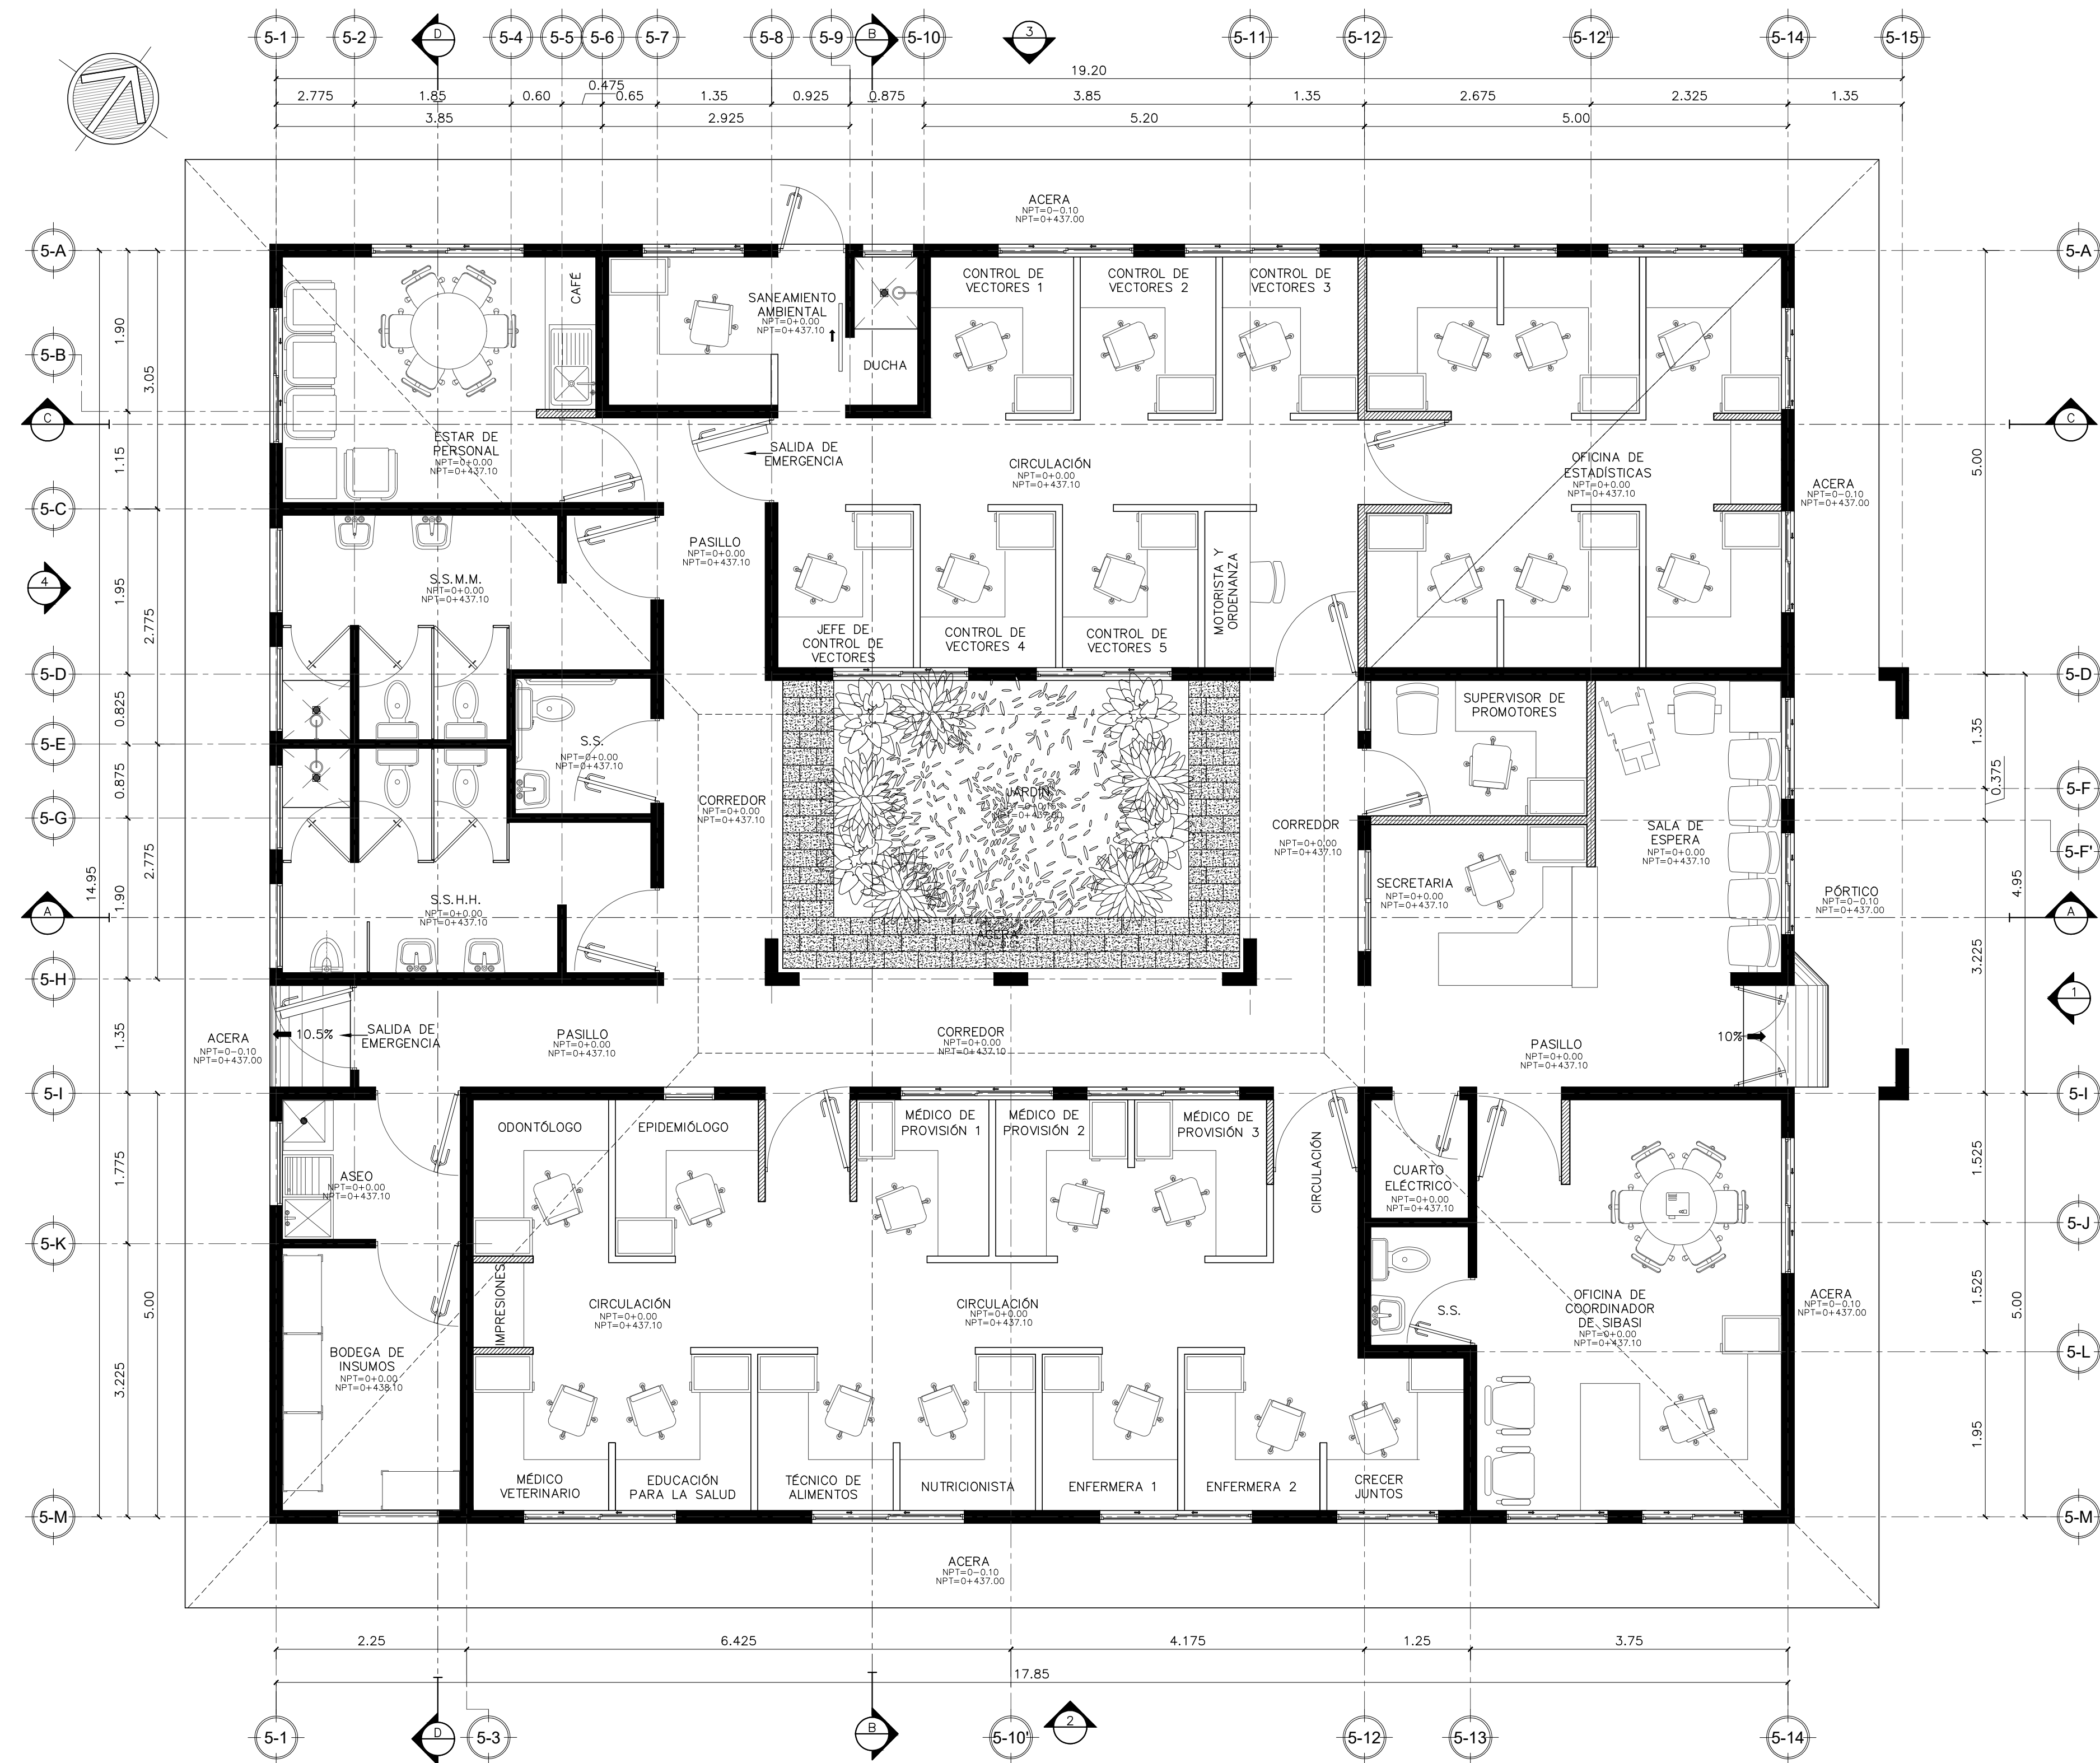 5-1
5-2
D
5-4
5-5
5-6
5-7
5-8
5-9
B
5-10
3
5-11
5-12
5-12'
5-14
5-15
19.20
2.775
1.85
0.60
0.475
0.65
1.35
0.925
0.875
3.85
1.35
2.675
2.325
1.35
3.85
2.925
5.20
5.00
ACERA
NPT=0-0.10
NPT=0+437.00
5-A
5-B
C
5-C
4
5-D
5-E
5-G
A
5-H
5-I
5-K
5-M
1.90
3.05
1.15
1.95
2.775
0.825
0.875
14.95
1.90
2.775
1.35
1.775
5.00
3.225
CAFÉ
ESTAR DE
PERSONAL
NPT=0+0.00
NPT=0+437.10
SANEAMIENTO
AMBIENTAL
NPT=0+0.00
NPT=0+437.10
DUCHA
CONTROL DE
VECTORES 1
CONTROL DE
VECTORES 2
CONTROL DE
VECTORES 3
SALIDA DE
EMERGENCIA
CIRCULACIÓN
NPT=0+0.00
NPT=0+437.10
OFICINA DE
ESTADÍSTICAS
NPT=0+0.00
NPT=0+437.10
ACERA
NPT=0-0.10
NPT=0+437.00
S.S.M.M.
NPT=0+0.00
NPT=0+437.10
PASILLO
NPT=0+0.00
NPT=0+437.10
JEFE DE
CONTROL DE
VECTORES
CONTROL DE
VECTORES 4
CONTROL DE
VECTORES 5
MOTORISTA Y
ORDENANZA
S.S.
NPT=0+0.00
NPT=0+437.10
CORREDOR
NPT=0+0.00
NPT=0+437.10
JARDÍN
CORREDOR
NPT=0+0.00
NPT=0+437.10
SUPERVISOR DE
PROMOTORES
SALA DE
ESPERA
NPT=0+0.00
NPT=0+437.10
SECRETARIA
NPT=0+0.00
NPT=0+437.10
PÓRTICO
NPT=0-0.10
NPT=0+437.00
S.S.H.H.
NPT=0+0.00
NPT=0+437.10
ACERA
ACERA
NPT=0-0.10
NPT=0+437.00
10.5%
SALIDA DE
EMERGENCIA
PASILLO
NPT=0+0.00
NPT=0+437.10
CORREDOR
NPT=0+0.00
NPT=0+437.10
PASILLO
NPT=0+0.00
NPT=0+437.10
10%
ASEO
NPT=0+0.00
NPT=0+437.10
ODONTÓLOGO
EPIDEMIÓLOGO
MÉDICO DE
PROVISIÓN 1
MÉDICO DE
PROVISIÓN 2
MÉDICO DE
PROVISIÓN 3
CIRCULACIÓN
CUARTO
ELÉCTRICO
NPT=0+0.00
NPT=0+437.10
IMPRESIONES
CIRCULACIÓN
NPT=0+0.00
NPT=0+437.10
CIRCULACIÓN
NPT=0+0.00
NPT=0+437.10
S.S.
OFICINA DE
COORDINADOR
DE SIBASI
NPT=0+0.00
NPT=0+437.10
ACERA
NPT=0-0.10
NPT=0+437.00
BODEGA DE
INSUMOS
NPT=0+0.00
NPT=0+438.10
MÉDICO
VETERINARIO
EDUCACIÓN
PARA LA SALUD
TÉCNICO DE
ALIMENTOS
NUTRICIONISTA
ENFERMERA 1
ENFERMERA 2
CRECER
JUNTOS
ACERA
NPT=0-0.10
NPT=0+437.00
5.00
1.35
0.375
4.95
3.225
1.525
1.525
5.00
1.95
5-A
C
5-D
5-F
5-F'
A
1
5-I
5-J
5-L
5-M
2.25
6.425
4.175
1.25
3.75
17.85
5-1
D
5-3
B
5-10'
2
5-12
5-13
5-14